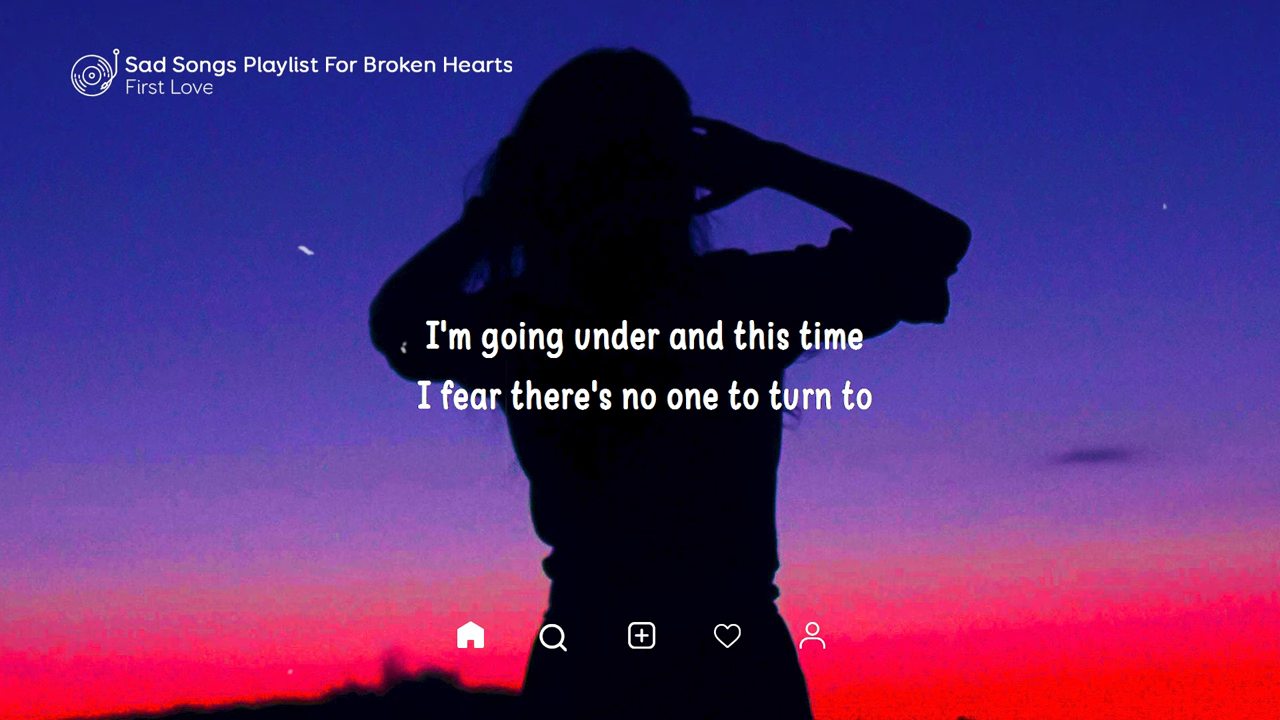 Sad Songs Playlist For Broken Hearts
First Love
I'm going under and this time
I fear there's no one to turn to